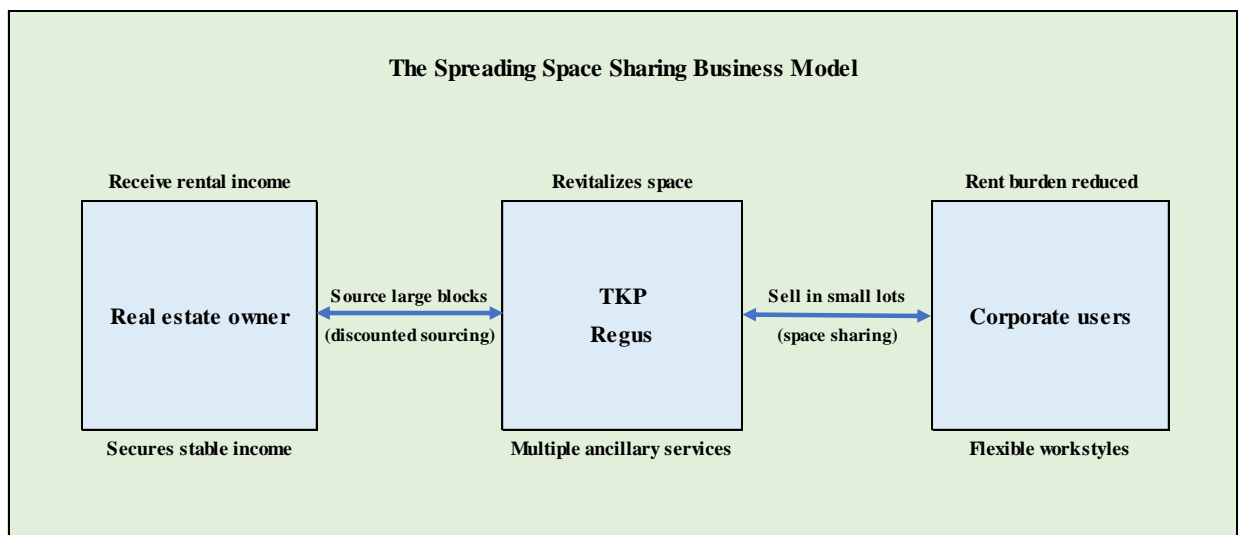 The Spreading Space Sharing Business Model
Receive rental income
Revitalizes space
Rent burden reduced
Real estate owner
Source large blocks
(discounted sourcing)
TKP
Regus
Sell in small lots
(space sharing)
Corporate users
Secures stable income
Multiple ancillary services
Flexible workstyles